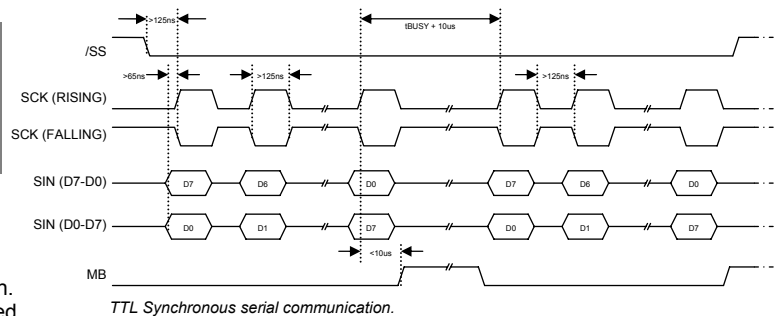 >125ns
tBUSY + 10us
/SS
>65ns
>125ns
>125ns
SCK (RISING)
SCK (FALLING)
SIN (D7-D0)
D7
D6
D0
D7
D6
D0
SIN (D0-D7)
D0
D1
D7
D0
D1
D7
<10us
MB
n.
ed
TTL Synchronous serial communication.